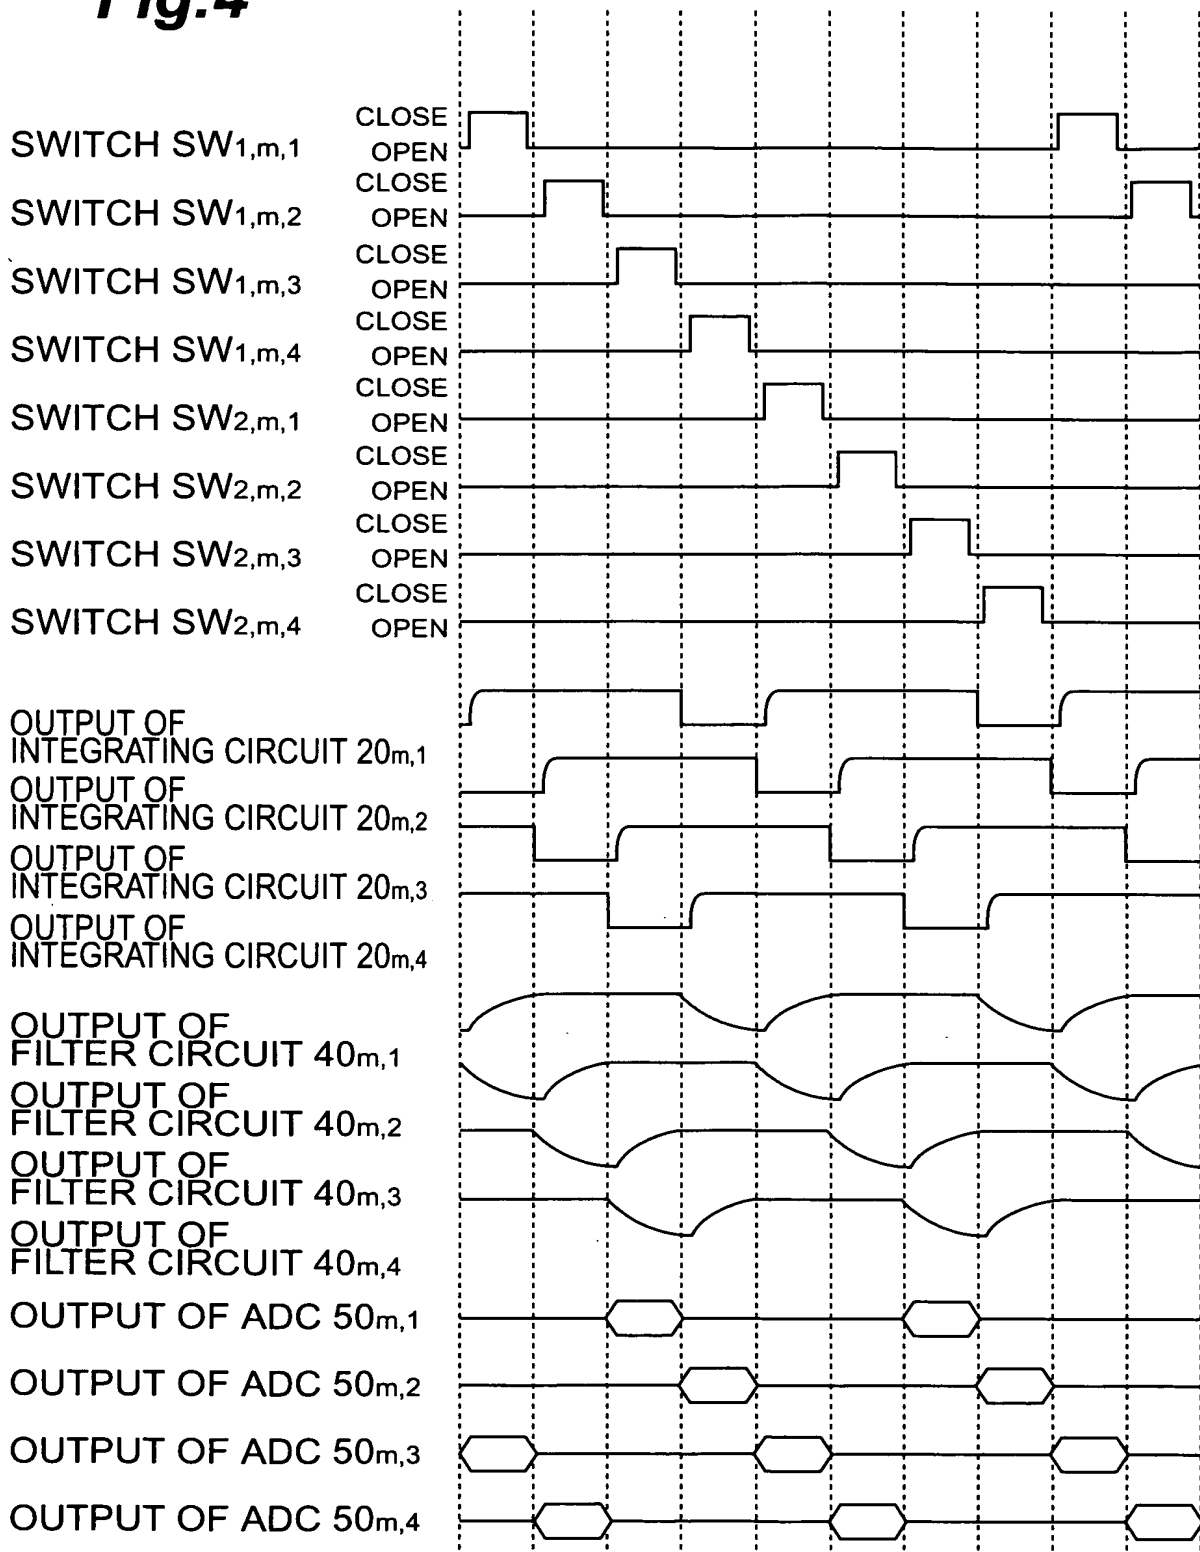 Fig.4
CLOSE
SWITCH SW1,m,1
OPEN
CLOSE
SWITCH SW1,m,2
OPEN
CLOSE
SWITCH SW1,m,3
OPEN
CLOSE
SWITCH SW1,m,4
OPEN
CLOSE
SWITCH SW2,m,1
OPEN
CLOSE
SWITCH SW2,m,2
OPEN
CLOSE
SWITCH SW2,m,3
OPEN
CLOSE
SWITCH SW2,m,4
OPEN
OUTPUT OF
INTEGRATING CIRCUIT 20m,1
OUTPUT OF
INTEGRATING CIRCUIT 20m,2
OUTPUT OF
INTEGRATING CIRCUIT 20m,3
OUTPUT OF
INTEGRATING CIRCUIT 20m,4
OUTPUT OF
FILTER CIRCUIT 40m,1
OUTPUT OF
FILTER CIRCUIT 40m,2
OUTPUT OF
FILTER CIRCUIT 40m,3
OUTPUT OF
FILTER CIRCUIT 40m,4
OUTPUT OF ADC 50m,1
OUTPUT OF ADC 50m,2
OUTPUT OF ADC 50m,3
OUTPUT OF ADC 50m,4